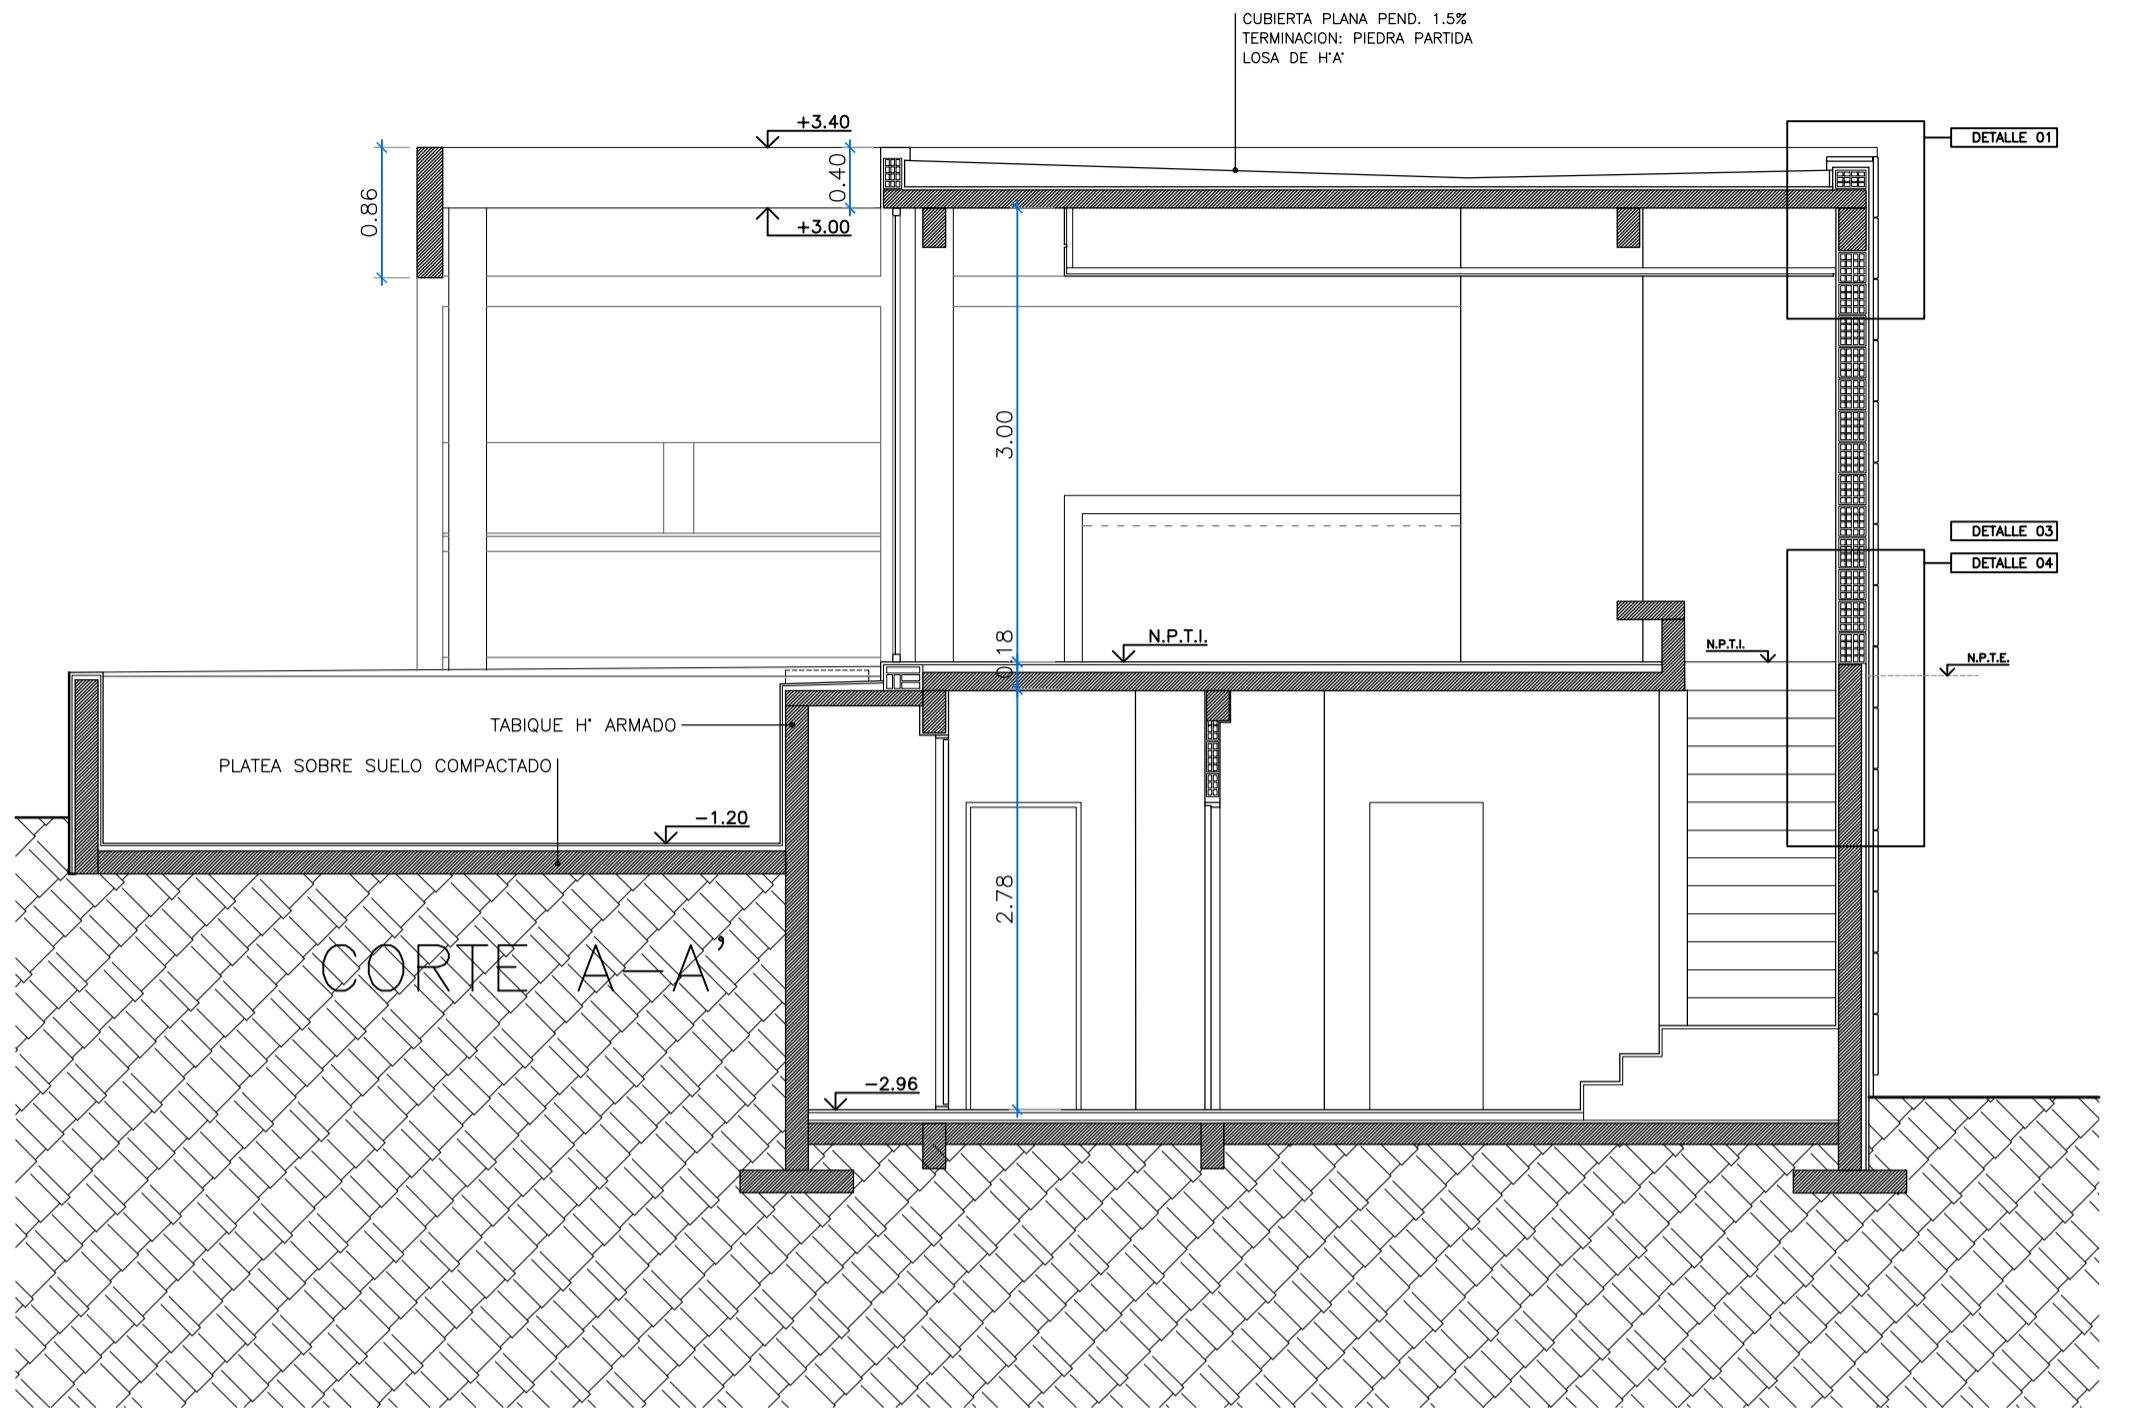 CUBIERTA PLANA PEND. 1.5%
TERMINACION: PIEDRA PARTIDA
LOSA DE H°A°
+3.40
DETALLE 01
0.86
0.40
+3.00
3.00
DETALLE 03
DETALLE 04
0.18
N.P.T.I.
N.P.T.I.
N.P.T.E.
TABIQUE H° ARMADO
PLATEA SOBRE SUELO COMPACTADO
-1.20
2.78
CORTE A-A'
-2.96